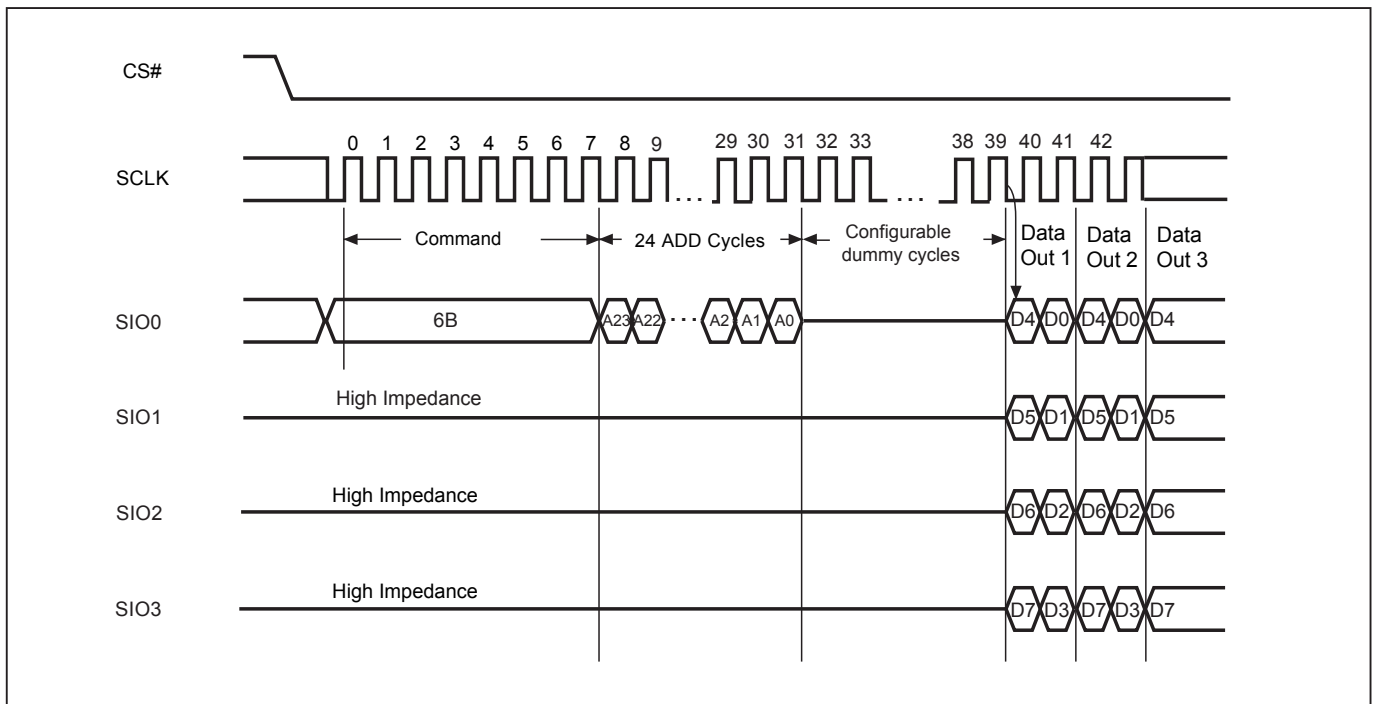 CS#
0 1 2 3 4 5 6 7 8 9 29 30 31 32 33 38 39 40 41 42
SCLK
... ...
Command 24 ADD Cycles Configurable dummy cycles Data Out 1 Data Out 2 Data Out 3
SIO0 6B A23 A22 ... A2 A1 A0 D4 D0 D4 D0 D4
High Impedance
SIO1 D5 D1 D5 D1 D5
High Impedance
SIO2 D6 D2 D6 D2 D6
High Impedance
SIO3 D7 D3 D7 D3 D7